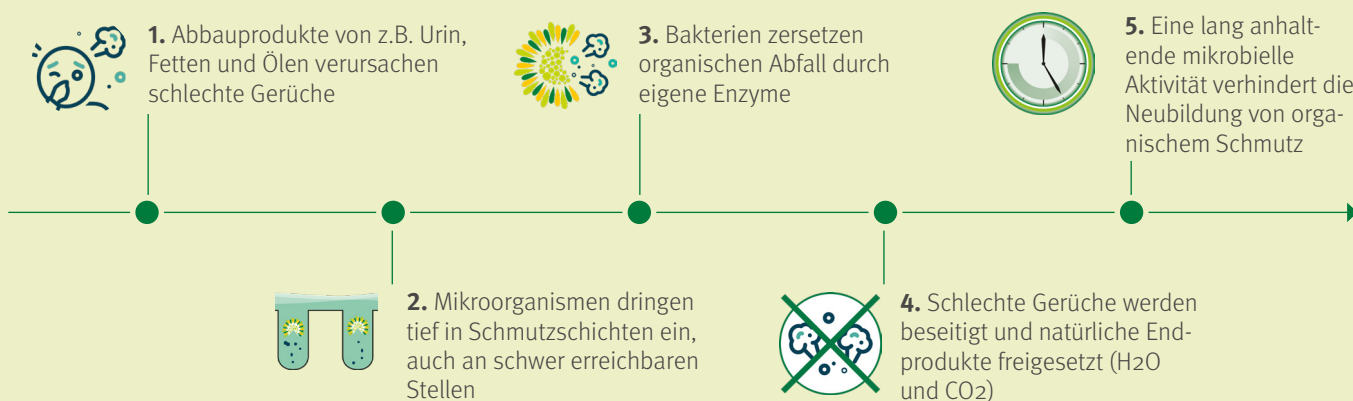 1. Abbauprodukte von z.B. Urin,
Fetten und Ölen verursachen
schlechte Gerüche
2. Mikroorganismen dringen
tief in Schmutzschichten ein,
auch an schwer erreichbaren
Stellen
3. Bakterien zersetzen
organischen Abfall durch
eigene Enzyme
4. Schlechte Gerüche werden
beseitigt und natürliche End-
produkte freigesetzt (H2O
und CO2)
5. Eine lang anhalt-
ende mikrobielle
Aktivität verhindert die
Neubildung von orga-
nischem Schmutz